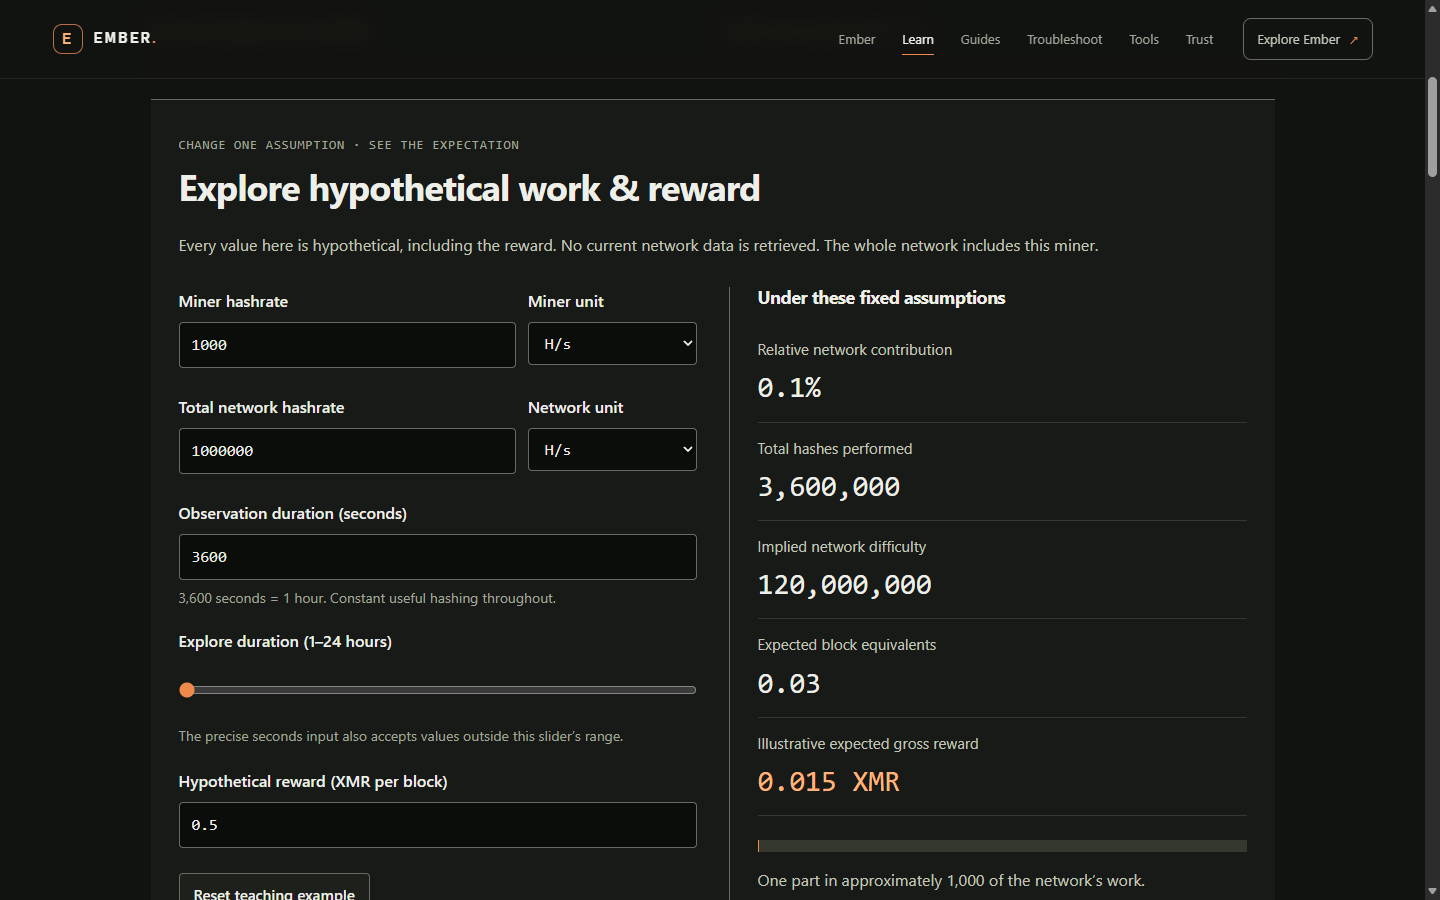 E EMBER.
Ember Learn Guides Troubleshoot Tools Trust Explore Ember ↗
CHANGE ONE ASSUMPTION · SEE THE EXPECTATION
Explore hypothetical work & reward
Every value here is hypothetical, including the reward. No current network data is retrieved. The whole network includes this miner.
Miner hashrate
Miner unit
1000
H/s
Total network hashrate
Network unit
1000000
H/s
Observation duration (seconds)
3600
3,600 seconds = 1 hour. Constant useful hashing throughout.
Explore duration (1–24 hours)
The precise seconds input also accepts values outside this slider’s range.
Hypothetical reward (XMR per block)
0.5
Reset teaching example
Under these fixed assumptions
Relative network contribution
0.1%
Total hashes performed
3,600,000
Implied network difficulty
120,000,000
Expected block equivalents
0.03
Illustrative expected gross reward
0.015 XMR
One part in approximately 1,000 of the network’s work.